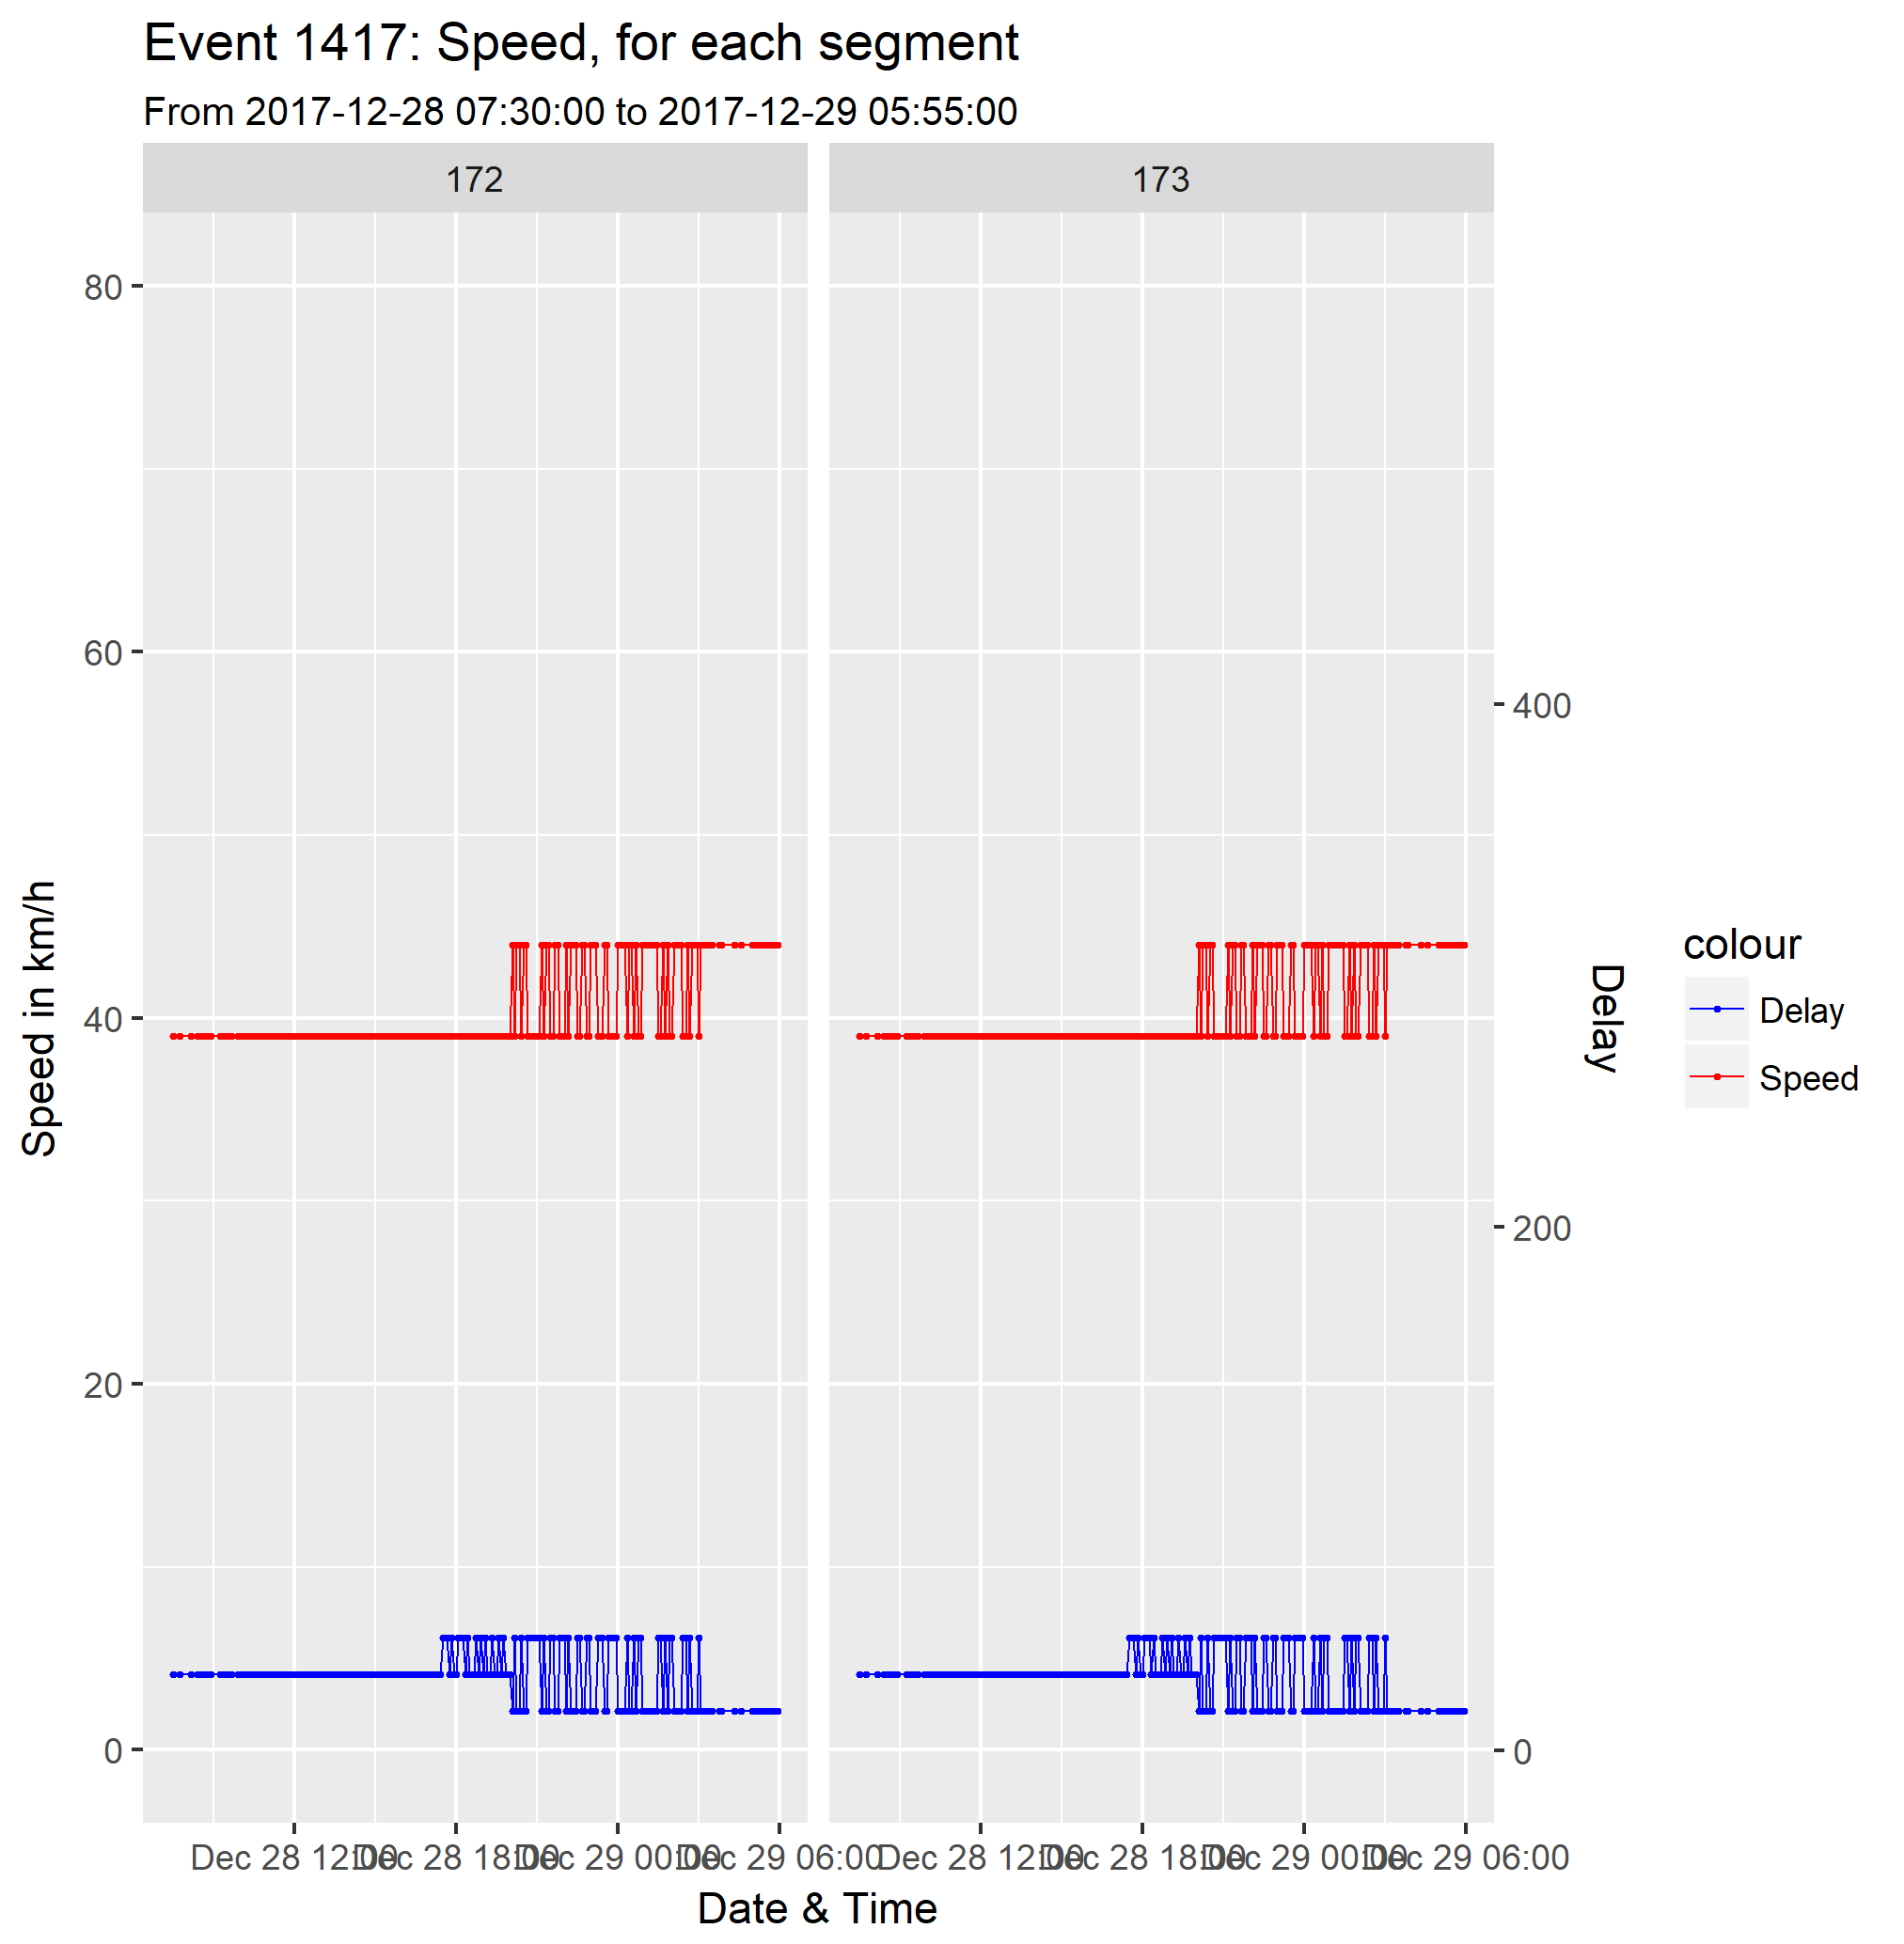 Event 1417: Speed, for each segment
From 2017-12-28 07:30:00 to 2017-12-29 05:55:00
172
173
80
60
40
20
0
Speed in km/h
400
200
0
Delay
colour
Delay
Speed
Dec 28 12:00 Dec 28 18:00 Dec 29 00:00 Dec 29 06:00 Dec 28 12:00 Dec 28 18:00 Dec 29 00:00 Dec 29 06:00
Date & Time